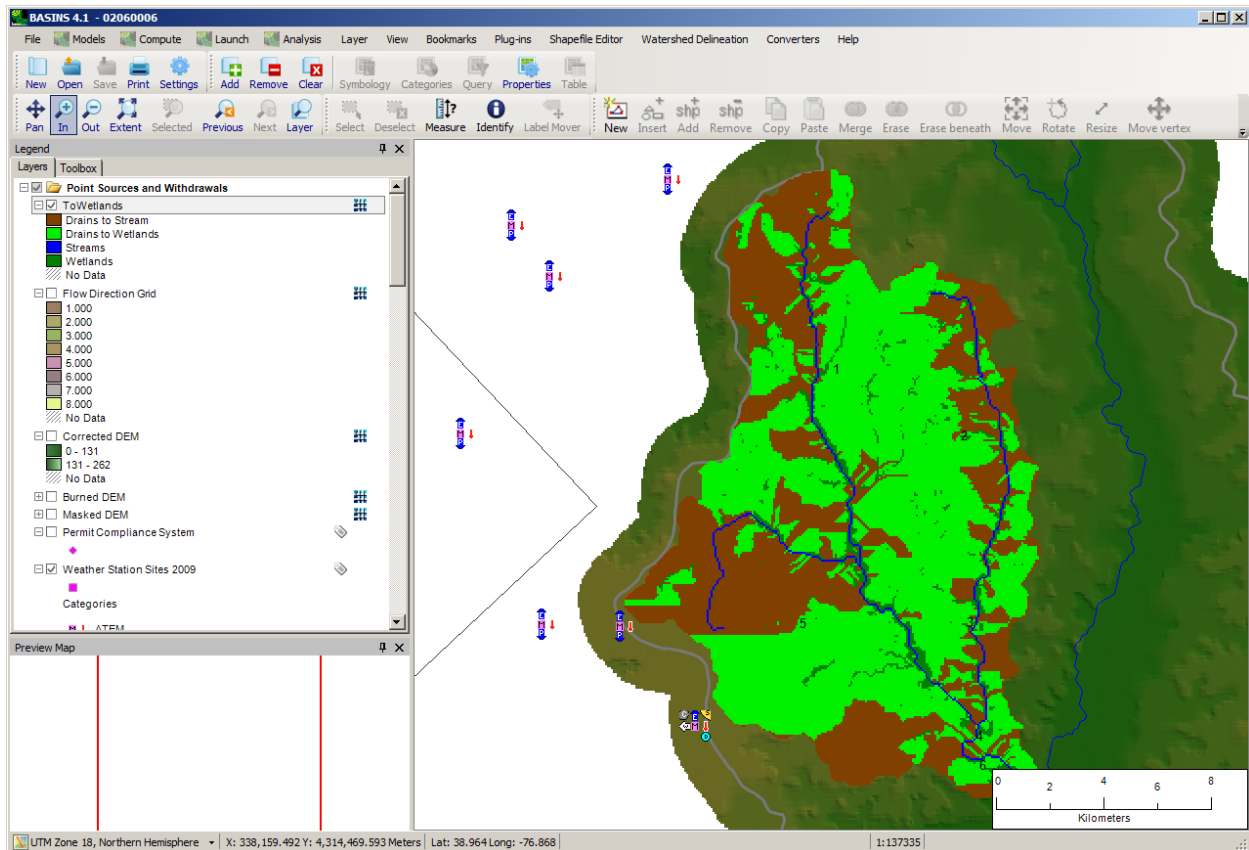 BASINS 4.1 - 02060006
File Models Compute Launch Analysis Layer View Bookmarks Plug-ins Shapefile Editor Watershed Delineation Converters Help
New Open Save Print Settings Add Remove Clear Symbology Categories Query Properties Table
Pan In Out Extent Selected Previous Next Layer Select Deselect Measure Identify Label Mover New Insert Add Remove Copy Paste Merge Erase Erase beneath Move Rotate Resize Move vertex
Legend
Layers Toolbox
Point Sources and Withdrawals
ToWetlands
Drains to Stream
Drains to Wetlands
Streams
Wetlands
No Data
Flow Direction Grid
1.000
2.000
3.000
4.000
5.000
6.000
7.000
8.000
No Data
Corrected DEM
0 - 131
131 - 262
No Data
Burned DEM
Masked DEM
Permit Compliance System
Weather Station Sites 2009
Categories
ATEM
Preview Map
E M P
E M P
E M P
E M P
E M P
E M P
E M
1
2
3
4
5
6
0 2 4 6 8
Kilometers
UTM Zone 18, Northern Hemisphere X: 338,159.492 Y: 4,314,469.593 Meters Lat: 38.964 Long: -76.868 1:137335